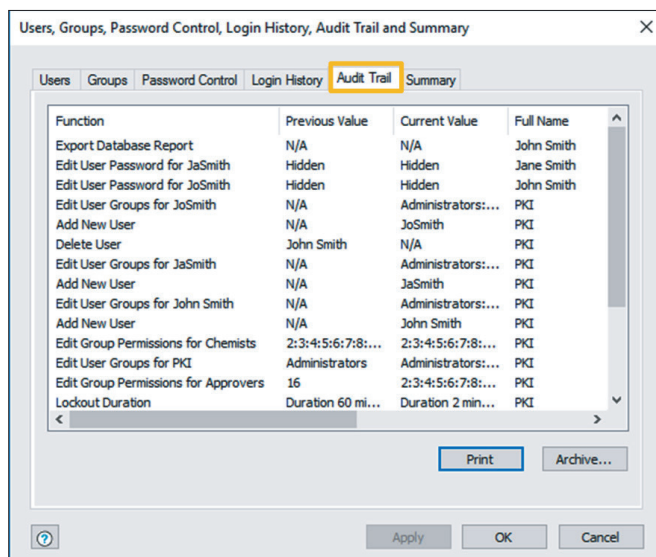 Users, Groups, Password Control, Login History, Audit Trail and Summary
Users Groups Password Control Login History Audit Trail Summary
Function Previous Value Current Value Full Name
Export Database Report N/A N/A John Smith
Edit User Password for JaSmith Hidden Hidden Jane Smith
Edit User Password for JoSmith Hidden Hidden John Smith
Edit User Groups for JoSmith N/A Administrators:... PKI
Add New User N/A JoSmith PKI
Delete User John Smith N/A PKI
Edit User Groups for JaSmith N/A Administrators:... PKI
Add New User N/A JaSmith PKI
Edit User Groups for John Smith N/A Administrators:... PKI
Add New User N/A John Smith PKI
Edit Group Permissions for Chemists 2:3:4:5:6:7:8:... 2:3:4:5:6:7:8:... PKI
Edit User Groups for PKI Administrators Administrators:... PKI
Edit Group Permissions for Approvers 16 2:3:4:5:6:7:8:... PKI
Lockout Duration Duration 60 mi... Duration 2 min... PKI
Print Archive...
? Apply OK Cancel